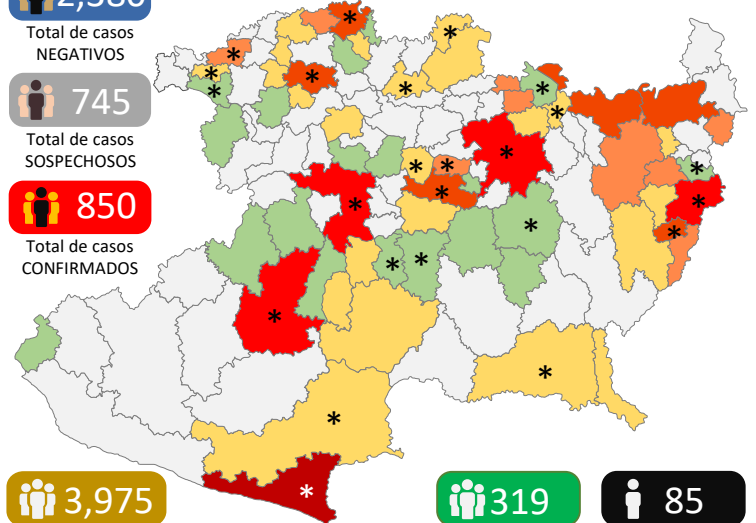 Total de casos
NEGATIVOS
745
Total de casos
SOSPECHOSOS
850
Total de casos
CONFIRMADOS
3,975
319
85